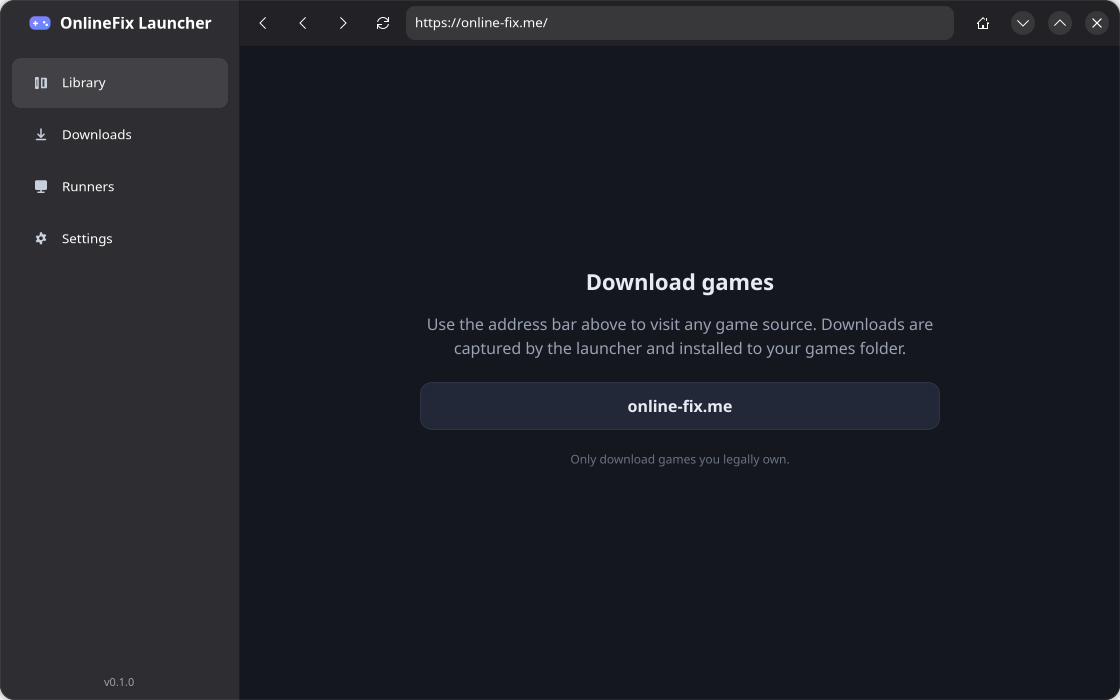 OnlineFix Launcher
https://online-fix.me/
Library
Downloads
Runners
Settings
Download games
Use the address bar above to visit any game source. Downloads are
captured by the launcher and installed to your games folder.
online-fix.me
Only download games you legally own.
v0.1.0